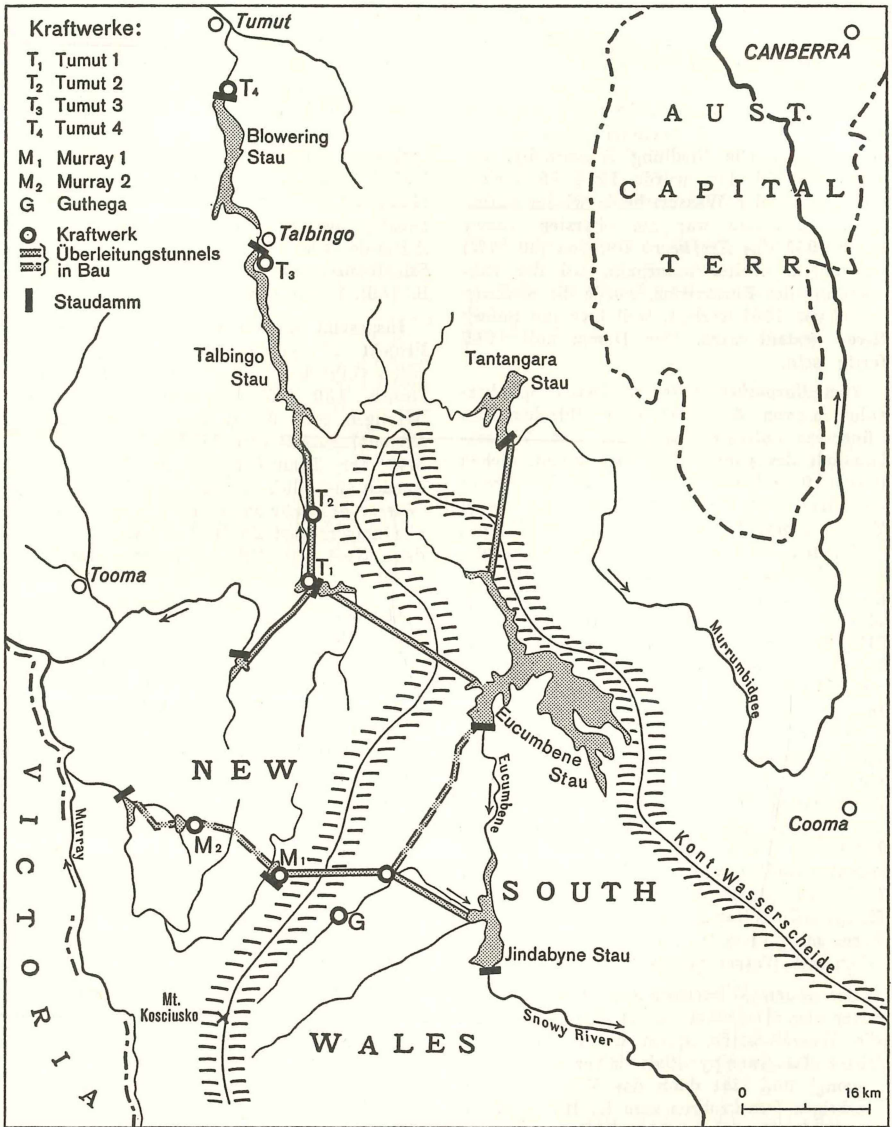 Kraftwerke:
T₁ Tumut 1
T₂ Tumut 2
T₃ Tumut 3
T₄ Tumut 4
M₁ Murray 1
M₂ Murray 2
G Guthega
Kraftwerk
Überleitungstunnels
in Bau
Staudamm
Tumut
T₄
Blowering
Stau
Talbingo
T₃
Talbingo
Stau
Tantangara
Stau
CANBERRA
AUST.
CAPITAL
TERR.
T₂
T₁
Tooma
Murrumbidgee
Eucumbene
Stau
Eucumbene
NEW
SOUTH
WALES
VICTORIA
Murray
M₂
M₁
G
Cooma
Kont. Wasserscheide
Jindabyne Stau
Mt.
Kosciusko
Snowy River
0 16 km